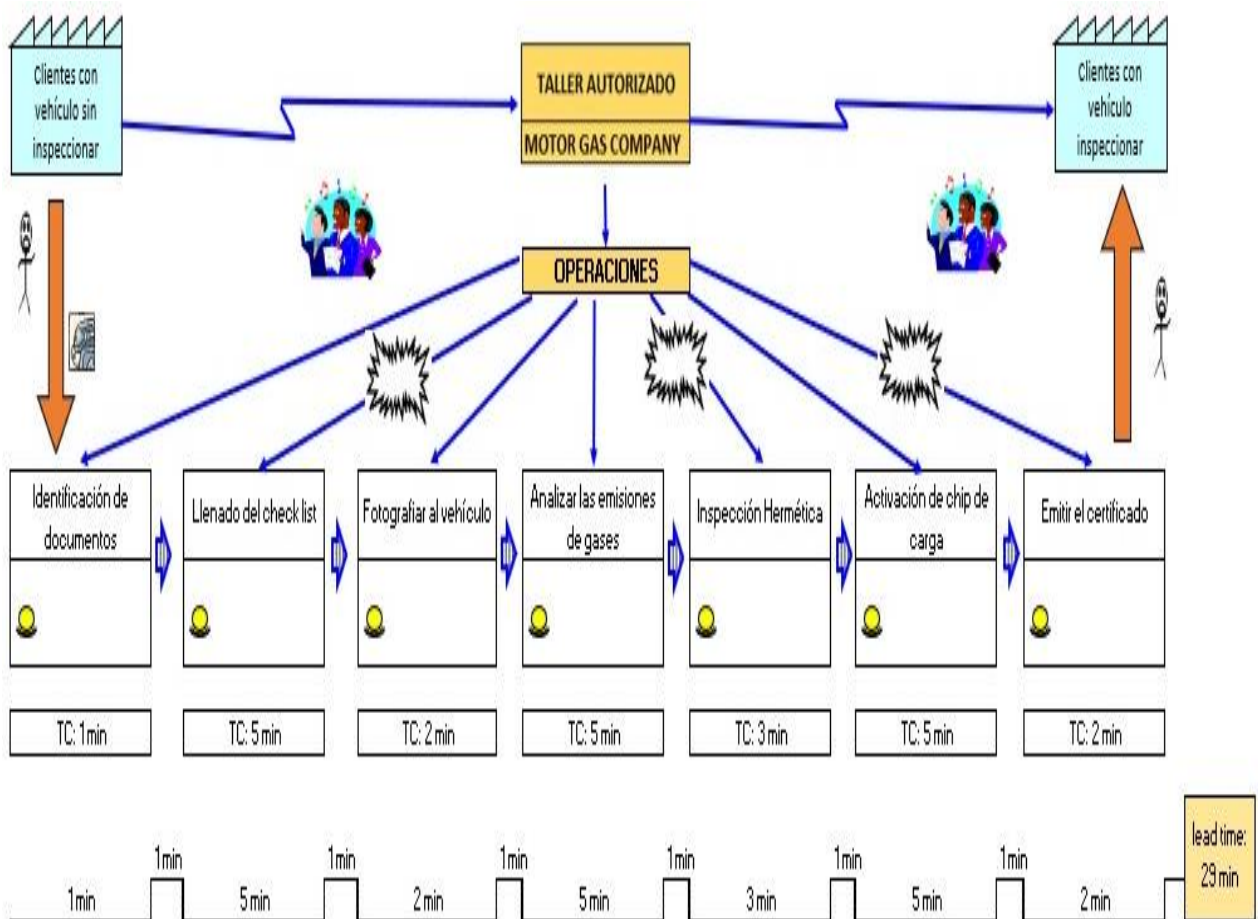 Clientes con
vehículo sin
inspeccionar
TALLER AUTORIZADO
MOTOR GAS COMPANY
Clientes con
vehículo
inspeccionar
OPERACIONES
Identificación de
documentos
Llenado del check list
Fotografiar al vehículo
Analizar las emisiones
de gases
Inspección Hermética
Activación de chip de
carga
Emitir el certificado
TC: 1 min
TC: 5 min
TC: 2 min
TC: 5 min
TC: 3 min
TC: 5 min
TC: 2 min
1 min
1 min
1 min
1 min
1 min
1 min
lead time:
29 min
1 min
5 min
2 min
5 min
3 min
5 min
2 min